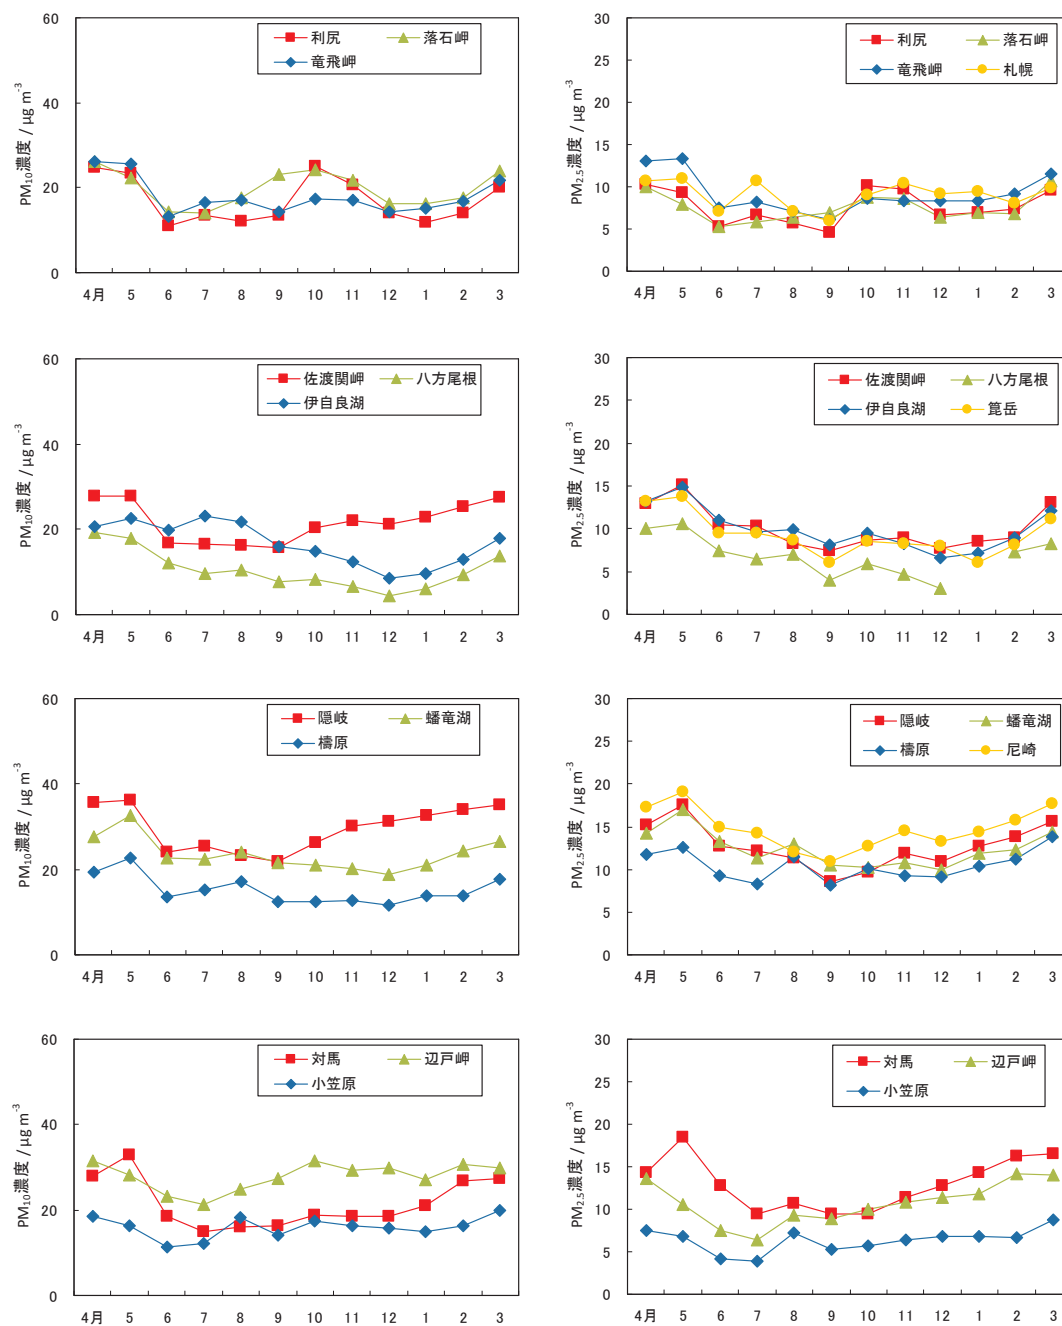 60
40
20
0
PM₁₀濃度 / µg m⁻³
利尻 落石岬
竜飛岬
4月 5 6 7 8 9 10 11 12 1 2 3
30
25
20
15
10
5
0
PM₂.₅濃度 / µg m⁻³
利尻 落石岬
竜飛岬 札幌
4月 5 6 7 8 9 10 11 12 1 2 3
60
40
20
0
PM₁₀濃度 / µg m⁻³
佐渡関岬 八方尾根
伊自良湖
4月 5 6 7 8 9 10 11 12 1 2 3
30
25
20
15
10
5
0
PM₂.₅濃度 / µg m⁻³
佐渡関岬 八方尾根
伊自良湖 箟岳
4月 5 6 7 8 9 10 11 12 1 2 3
60
40
20
0
PM₁₀濃度 / µg m⁻³
隠岐 蟠竜湖
檮原
4月 5 6 7 8 9 10 11 12 1 2 3
30
25
20
15
10
5
0
PM₂.₅濃度 / µg m⁻³
隠岐 蟠竜湖
檮原 尼崎
4月 5 6 7 8 9 10 11 12 1 2 3
60
40
20
0
PM₁₀濃度 / µg m⁻³
対馬 辺戸岬
小笠原
4月 5 6 7 8 9 10 11 12 1 2 3
30
25
20
15
10
5
0
PM₂.₅濃度 / µg m⁻³
対馬 辺戸岬
小笠原
4月 5 6 7 8 9 10 11 12 1 2 3